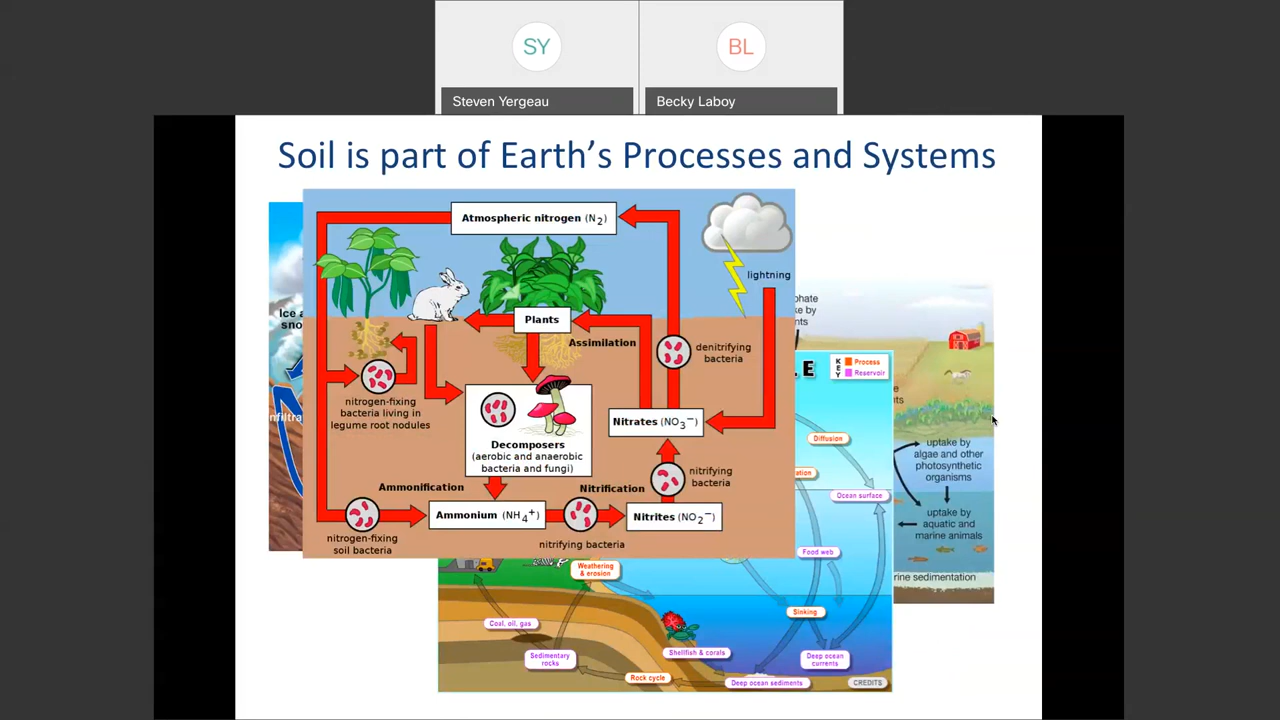 SY
BL
Steven Yergeau
Becky Laboy
Soil is part of Earth's Processes and Systems
Atmospheric nitrogen (N2)
lightning
Plants
Assimilation
denitrifying
bacteria
nitrogen-fixing
bacteria living in
legume root nodules
Nitrates (NO3−)
Decomposers
(aerobic and anaerobic
bacteria and fungi)
nitrifying
bacteria
Ammonification
Nitrification
Ammonium (NH4+)
Nitrites (NO2−)
nitrogen-fixing
soil bacteria
nitrifying bacteria
Ice
KEY
Process
Reservoir
Diffusion
Ocean surface
Food web
Weathering
& erosion
Sinking
Coal, oil, gas
Shellfish & corals
Sedimentary
rocks
Deep ocean
currents
Rock cycle
Deep ocean sediments
CREDITS
uptake by
algae and other
photosynthetic
organisms
uptake by
aquatic and
marine animals
sedimentation